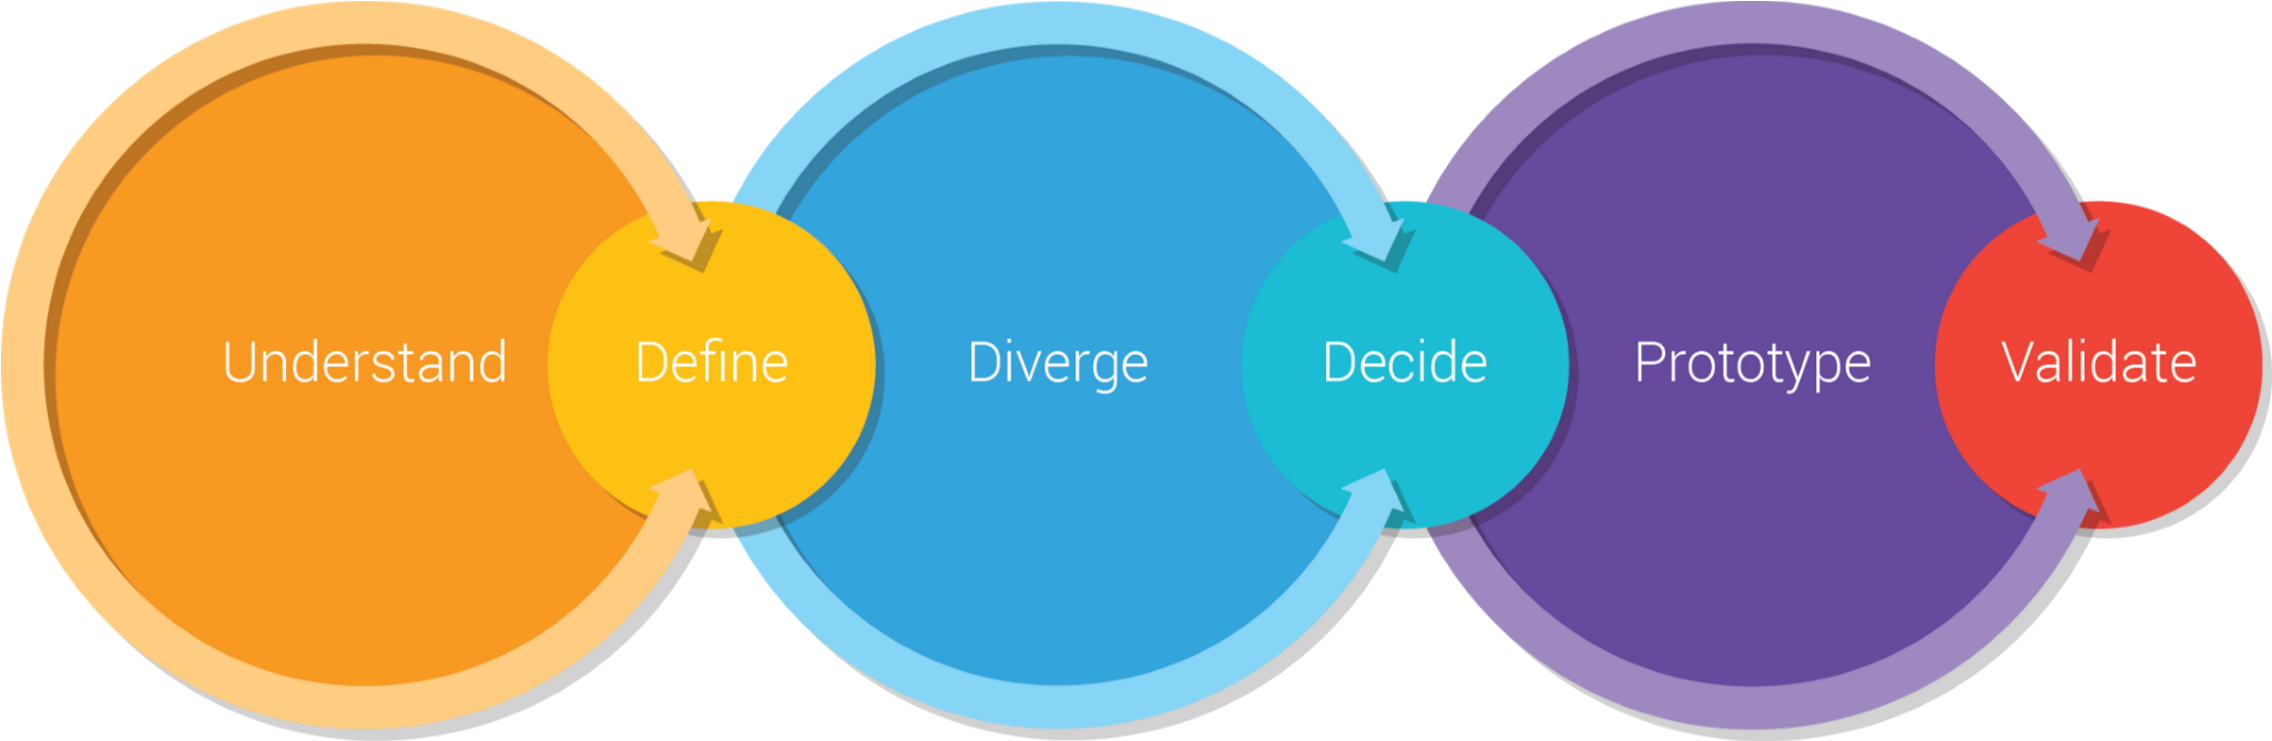 Understand
Define
Diverge
Decide
Prototype
Validate